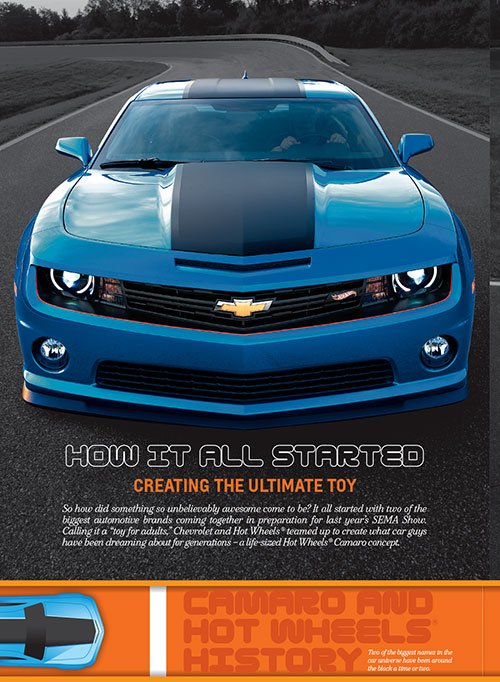 HOW IT ALL STARTED
CREATING THE ULTIMATE TOY
So how did something so unbelievably awesome come to be? It all started with two of the
biggest automotive brands coming together in preparation for last year's SEMA Show.
Calling it a "toy for adults," Chevrolet and Hot Wheels® teamed up to create what car guys
have been dreaming about for generations – a life-sized Hot Wheels® Camaro concept.
CAMARO AND
HOT WHEELS®
HISTORY
Two of the biggest names in the
car universe have been around
the block a time or two.